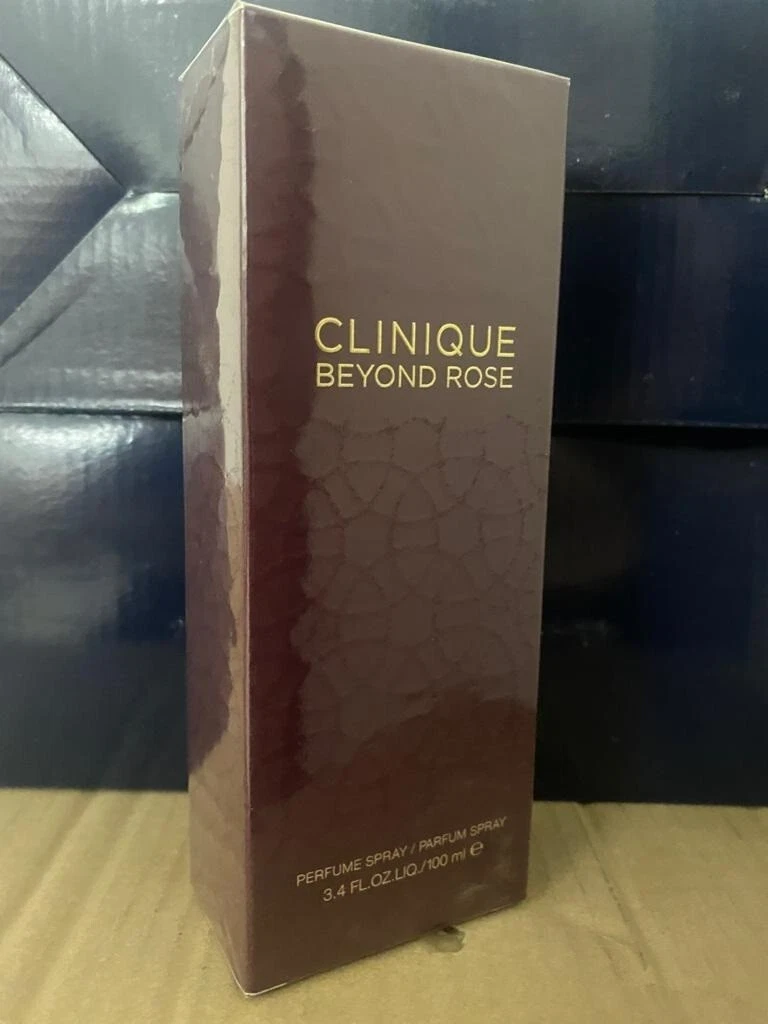 CLINIQUE
BEYOND ROSE
PERFUME SPRAY / PARFUM SPRAY
3.4 FL.OZ.LIQ./100 ml ℮